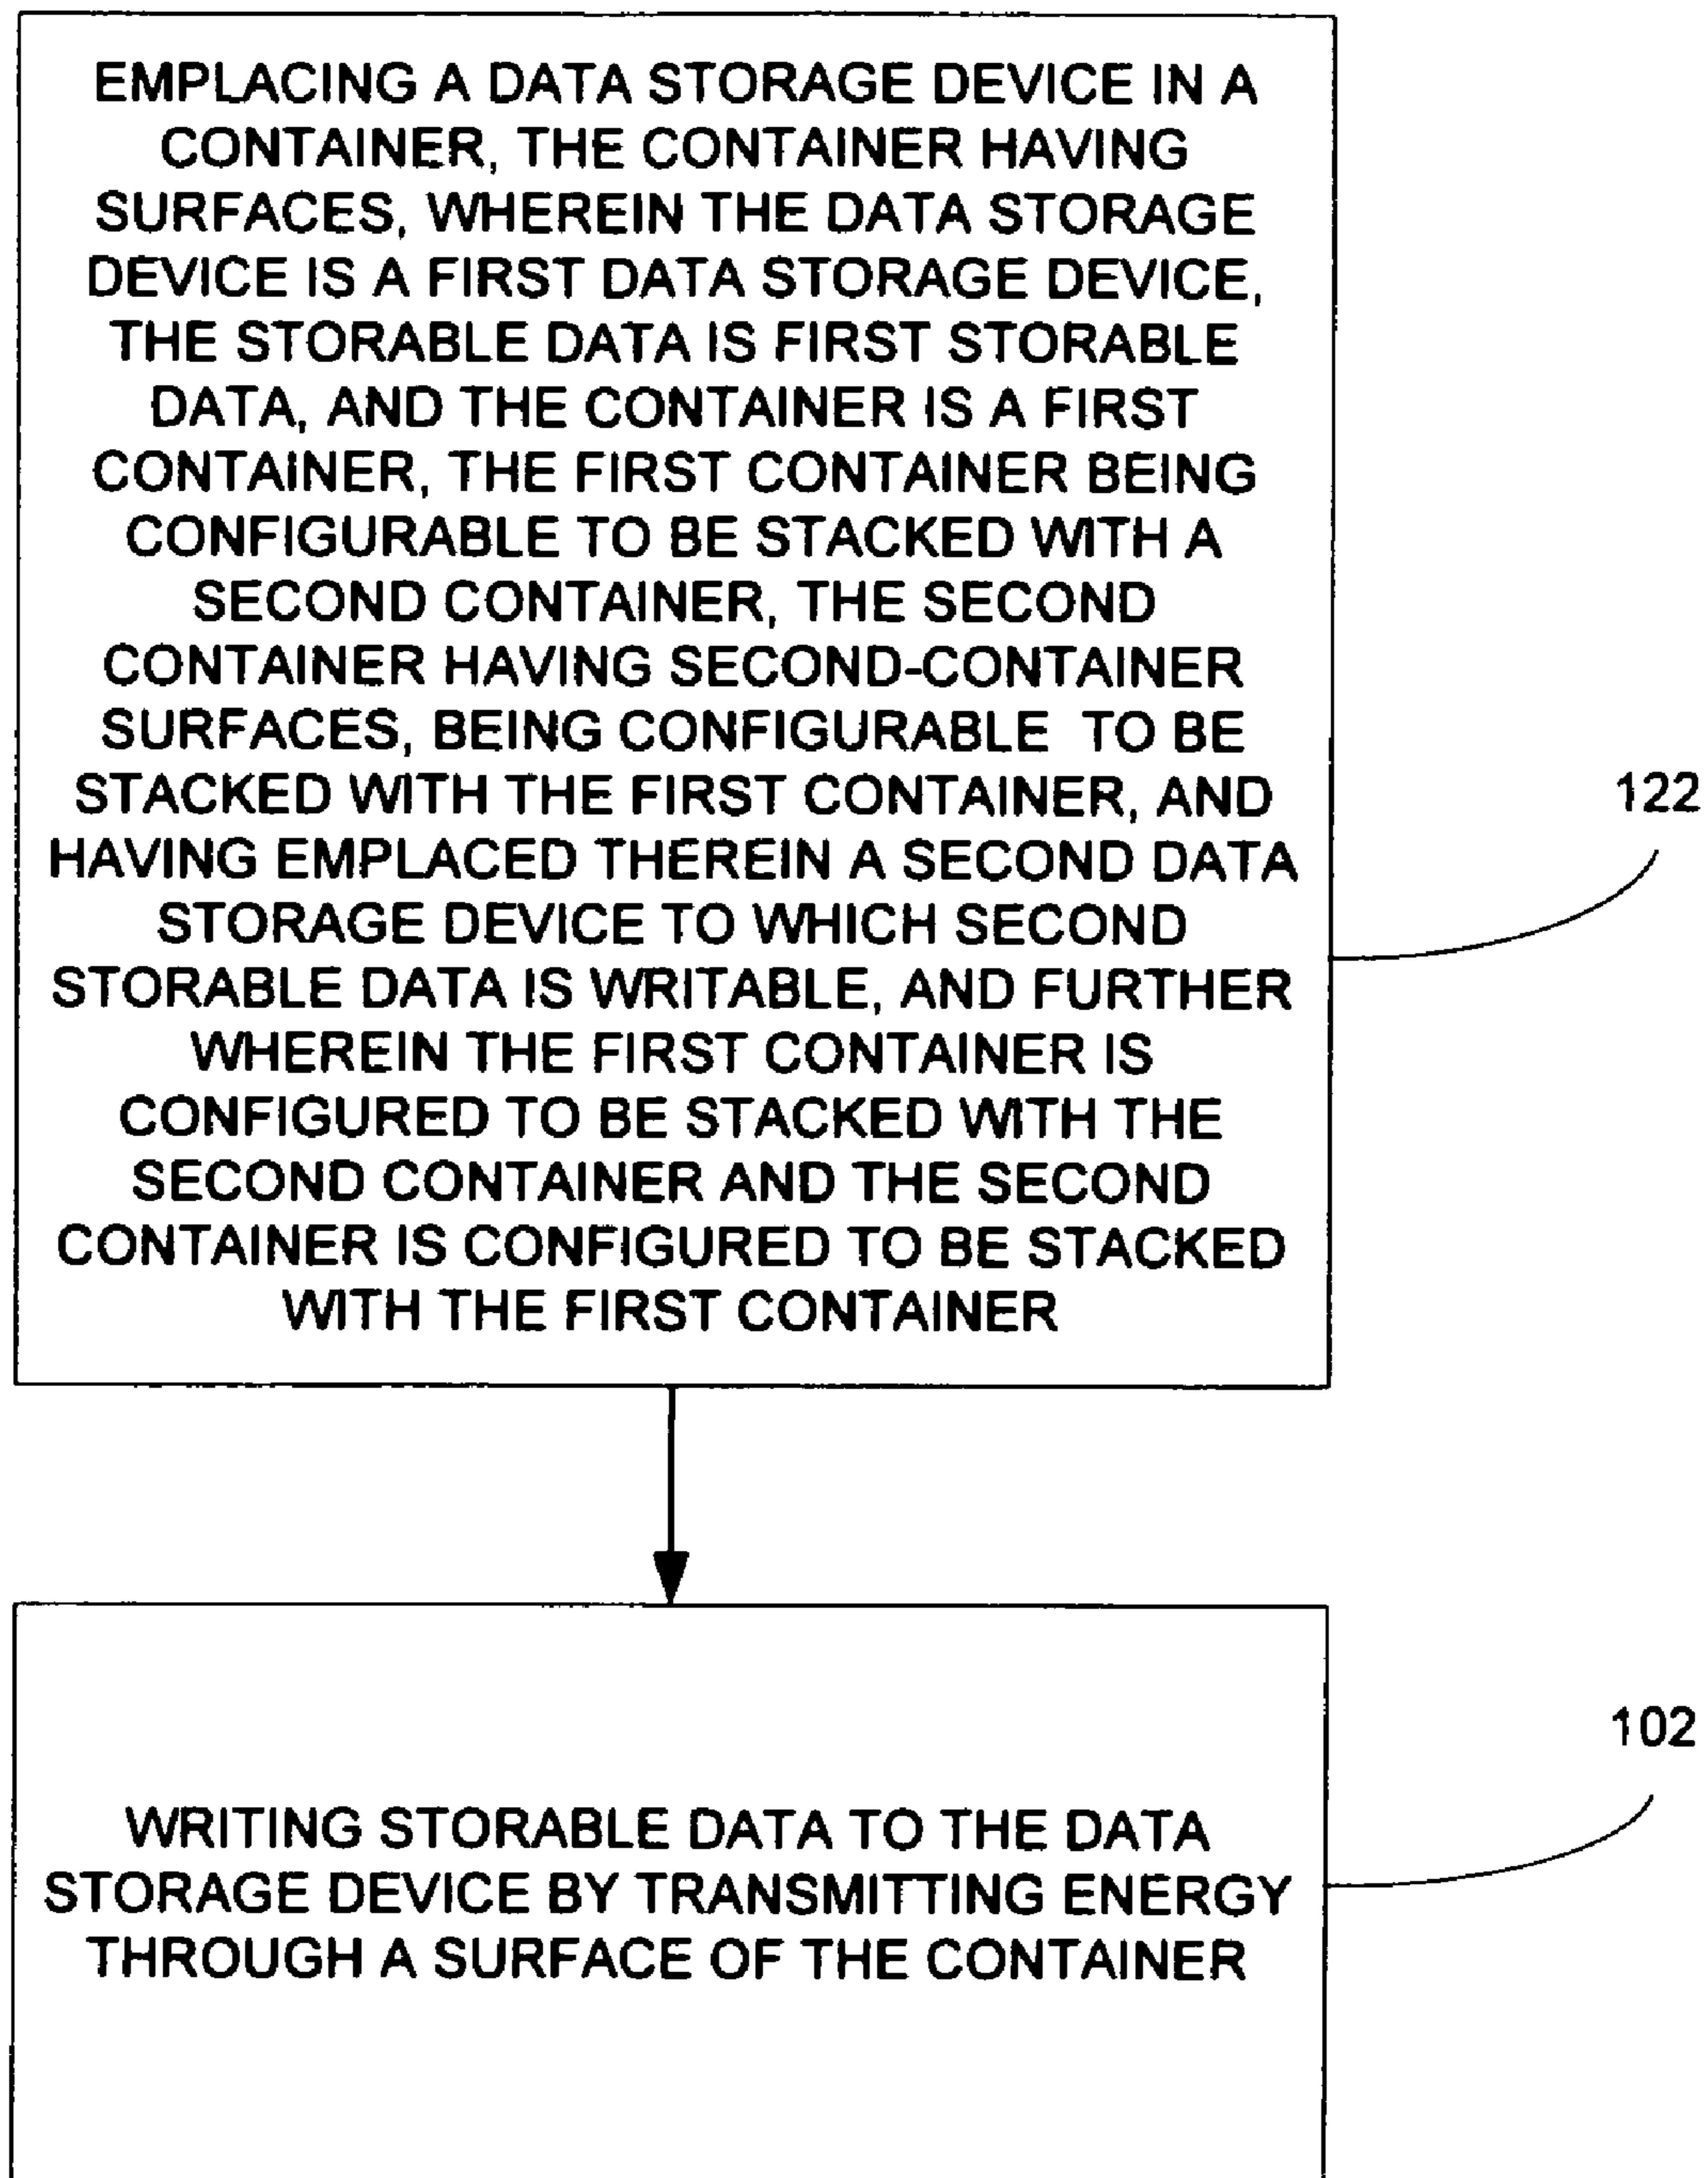 EMPLACING A DATA STORAGE DEVICE IN A
CONTAINER, THE CONTAINER HAVING
SURFACES, WHEREIN THE DATA STORAGE
DEVICE IS A FIRST DATA STORAGE DEVICE,
THE STORABLE DATA IS FIRST STORABLE
DATA, AND THE CONTAINER IS A FIRST
CONTAINER, THE FIRST CONTAINER BEING
CONFIGURABLE TO BE STACKED WITH A
SECOND CONTAINER, THE SECOND
CONTAINER HAVING SECOND-CONTAINER
SURFACES, BEING CONFIGURABLE TO BE
STACKED WITH THE FIRST CONTAINER, AND
HAVING EMPLACED THEREIN A SECOND DATA
STORAGE DEVICE TO WHICH SECOND
STORABLE DATA IS WRITABLE, AND FURTHER
WHEREIN THE FIRST CONTAINER IS
CONFIGURED TO BE STACKED WITH THE
SECOND CONTAINER AND THE SECOND
CONTAINER IS CONFIGURED TO BE STACKED
WITH THE FIRST CONTAINER
122
102
WRITING STORABLE DATA TO THE DATA
STORAGE DEVICE BY TRANSMITTING ENERGY
THROUGH A SURFACE OF THE CONTAINER